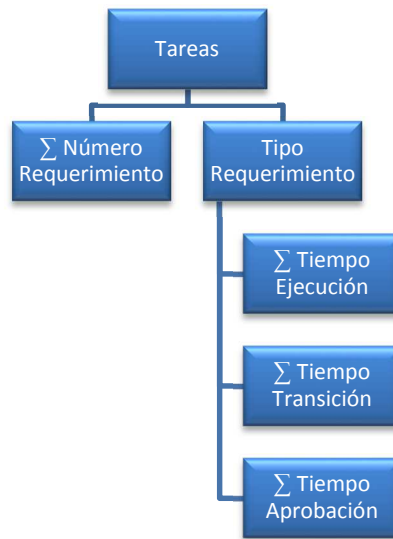 Tareas
∑ Número
Requerimiento
Tipo
Requerimiento
∑ Tiempo
Ejecución
∑ Tiempo
Transición
∑ Tiempo
Aprobación